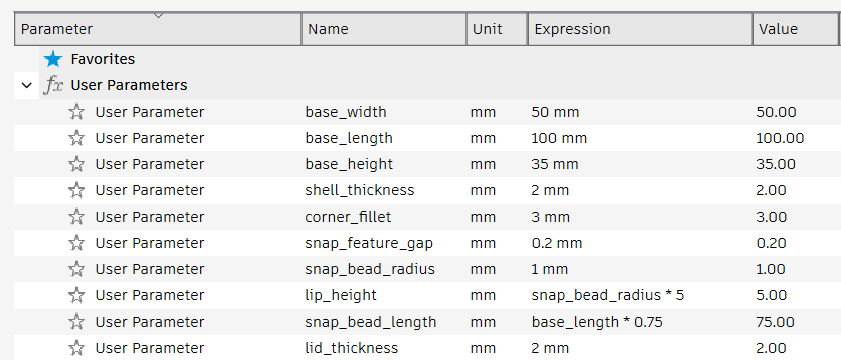 Parameter Name Unit Expression Value
Favorites
fx User Parameters
User Parameter base_width mm 50 mm 50.00
User Parameter base_length mm 100 mm 100.00
User Parameter base_height mm 35 mm 35.00
User Parameter shell_thickness mm 2 mm 2.00
User Parameter corner_fillet mm 3 mm 3.00
User Parameter snap_feature_gap mm 0.2 mm 0.20
User Parameter snap_bead_radius mm 1 mm 1.00
User Parameter lip_height mm snap_bead_radius * 5 5.00
User Parameter snap_bead_length mm base_length * 0.75 75.00
User Parameter lid_thickness mm 2 mm 2.00